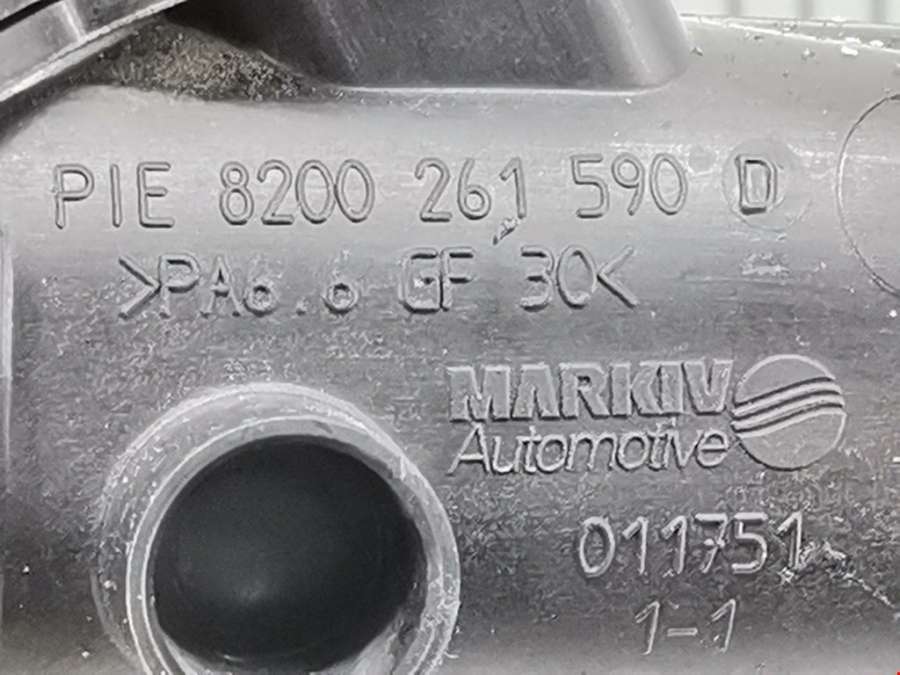 PIE 8200 261 590 D
>PA6.6 GF 30<
MARKIV
Automotive
011751
1-1